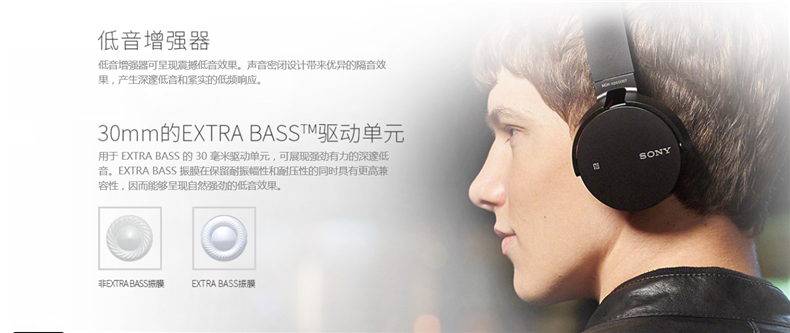 低音增强器
低音增强器可呈现震撼低音效果。声音密闭设计带来优异的隔音效
果，产生深邃低音和紧实的低频响应。
30mm的EXTRA BASS™驱动单元
用于 EXTRA BASS 的 30 毫米驱动单元，可展现强劲有力的深邃低
音。EXTRA BASS 振膜在保留耐振幅性和耐压性的同时具有更高兼
容性，因而能够呈现自然强劲的低音效果。
非EXTRA BASS振膜
EXTRA BASS振膜
SONY